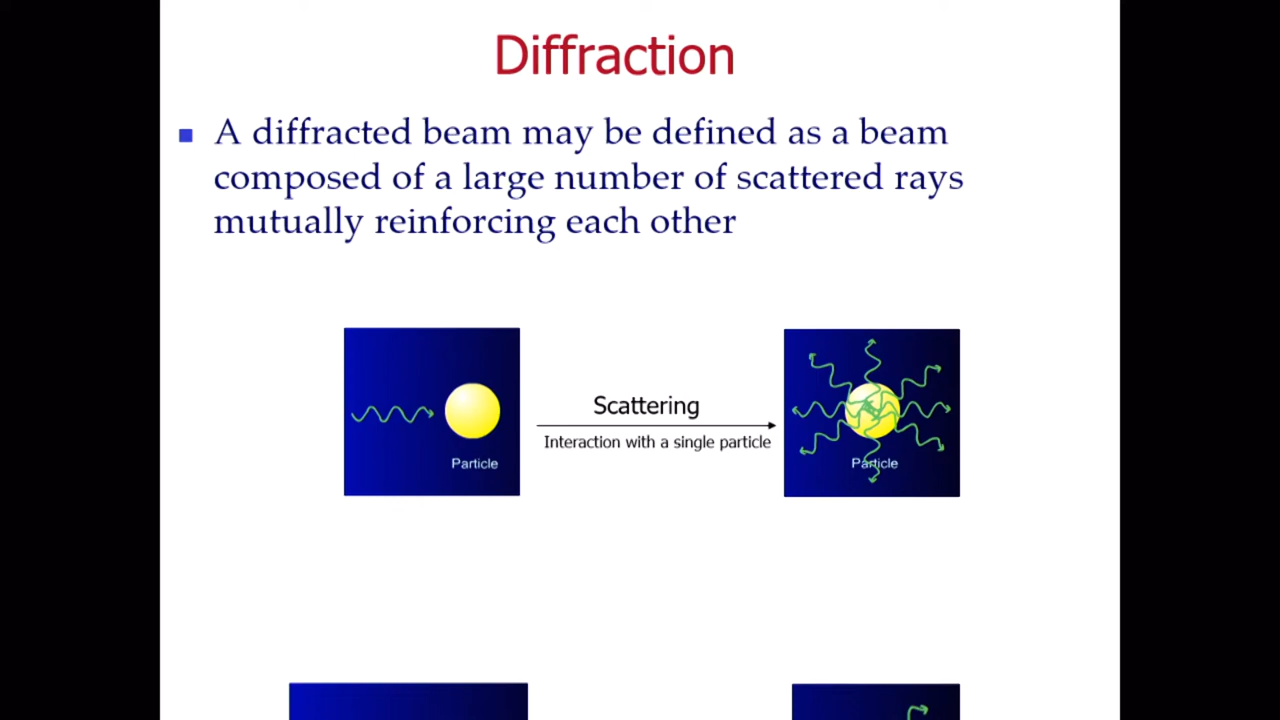 Diffraction
A diffracted beam may be defined as a beam
composed of a large number of scattered rays
mutually reinforcing each other
Scattering
Interaction with a single particle
Particle
Particle